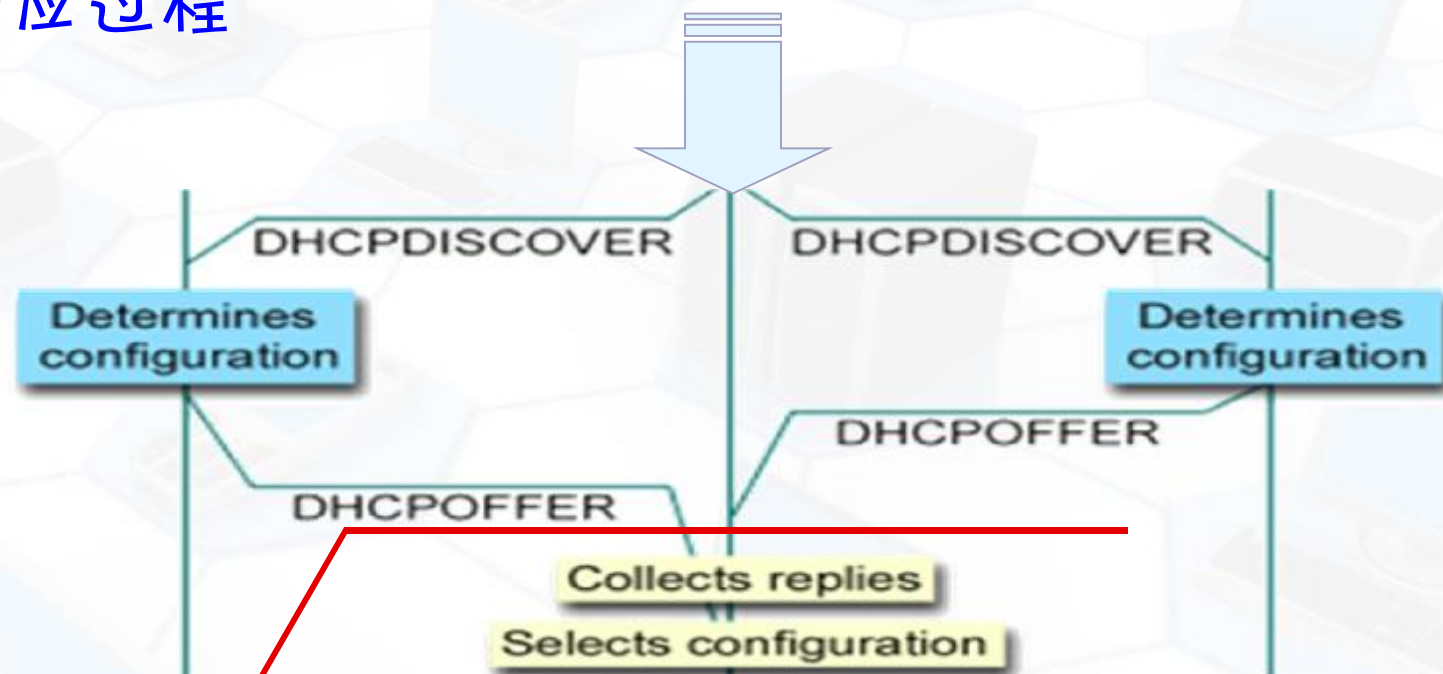 应过程
DHCPDISCOVER DHCPDISCOVER
Determines
configuration
Determines
configuration
DHCPOFFER
DHCPOFFER
Collects replies
Selects configuration